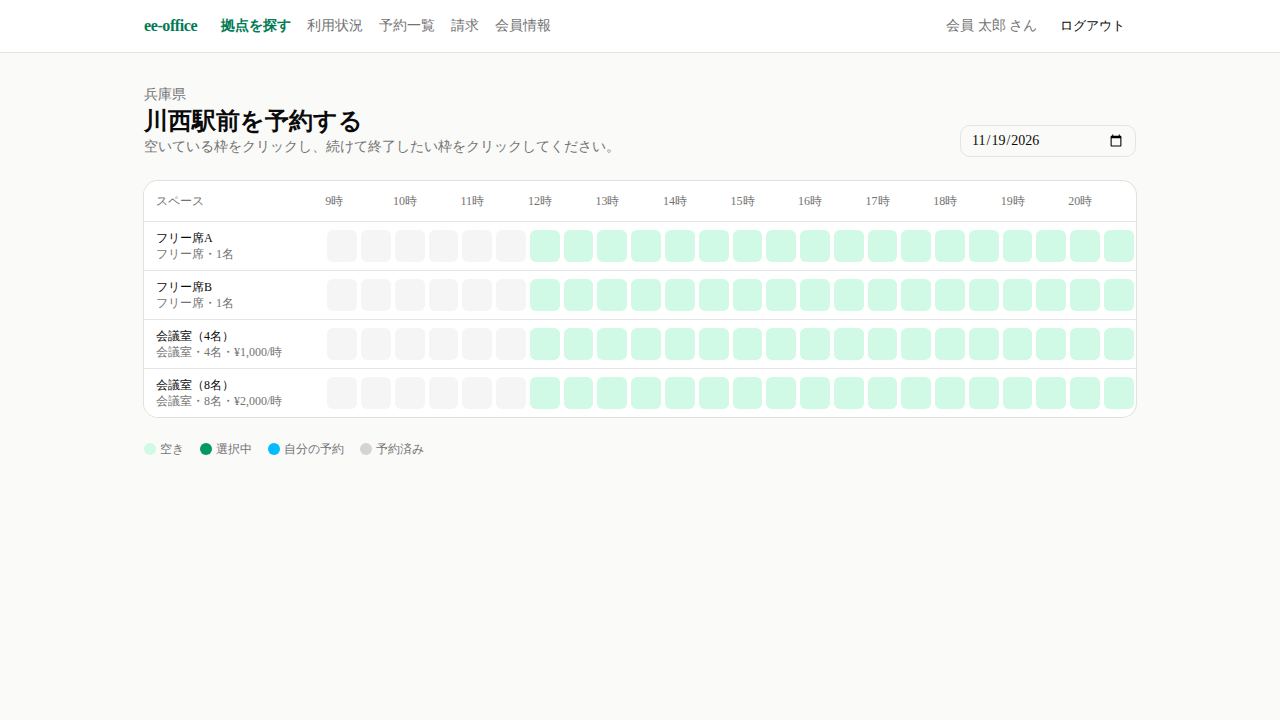 ee-office 拠点を探す 利用状況 予約一覧 請求 会員情報 会員 太郎 さん ログアウト
兵庫県
川西駅前を予約する
空いている枠をクリックし、続けて終了したい枠をクリックしてください。
11/19/2026
スペース 9時 10時 11時 12時 13時 14時 15時 16時 17時 18時 19時 20時
フリー席A
フリー席・1名
フリー席B
フリー席・1名
会議室（4名）
会議室・4名・¥1,000/時
会議室（8名）
会議室・8名・¥2,000/時
空き 選択中 自分の予約 予約済み